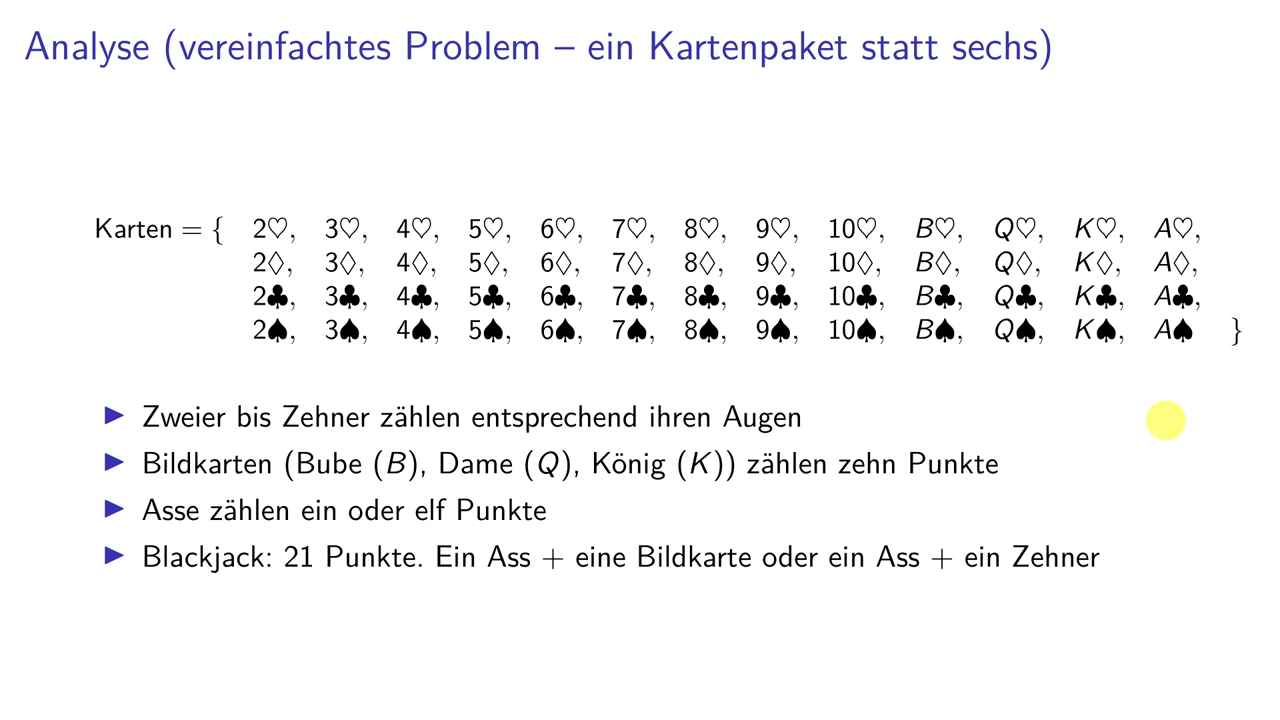 Analyse (vereinfachtes Problem – ein Kartenpaket statt sechs)
Karten = { 2♡, 3♡, 4♡, 5♡, 6♡, 7♡, 8♡, 9♡, 10♡, B♡, Q♡, K♡, A♡,
2♢, 3♢, 4♢, 5♢, 6♢, 7♢, 8♢, 9♢, 10♢, B♢, Q♢, K♢, A♢,
2♣, 3♣, 4♣, 5♣, 6♣, 7♣, 8♣, 9♣, 10♣, B♣, Q♣, K♣, A♣,
2♠, 3♠, 4♠, 5♠, 6♠, 7♠, 8♠, 9♠, 10♠, B♠, Q♠, K♠, A♠ }
▶ Zweier bis Zehner zählen entsprechend ihren Augen
▶ Bildkarten (Bube (B), Dame (Q), König (K)) zählen zehn Punkte
▶ Asse zählen ein oder elf Punkte
▶ Blackjack: 21 Punkte. Ein Ass + eine Bildkarte oder ein Ass + ein Zehner